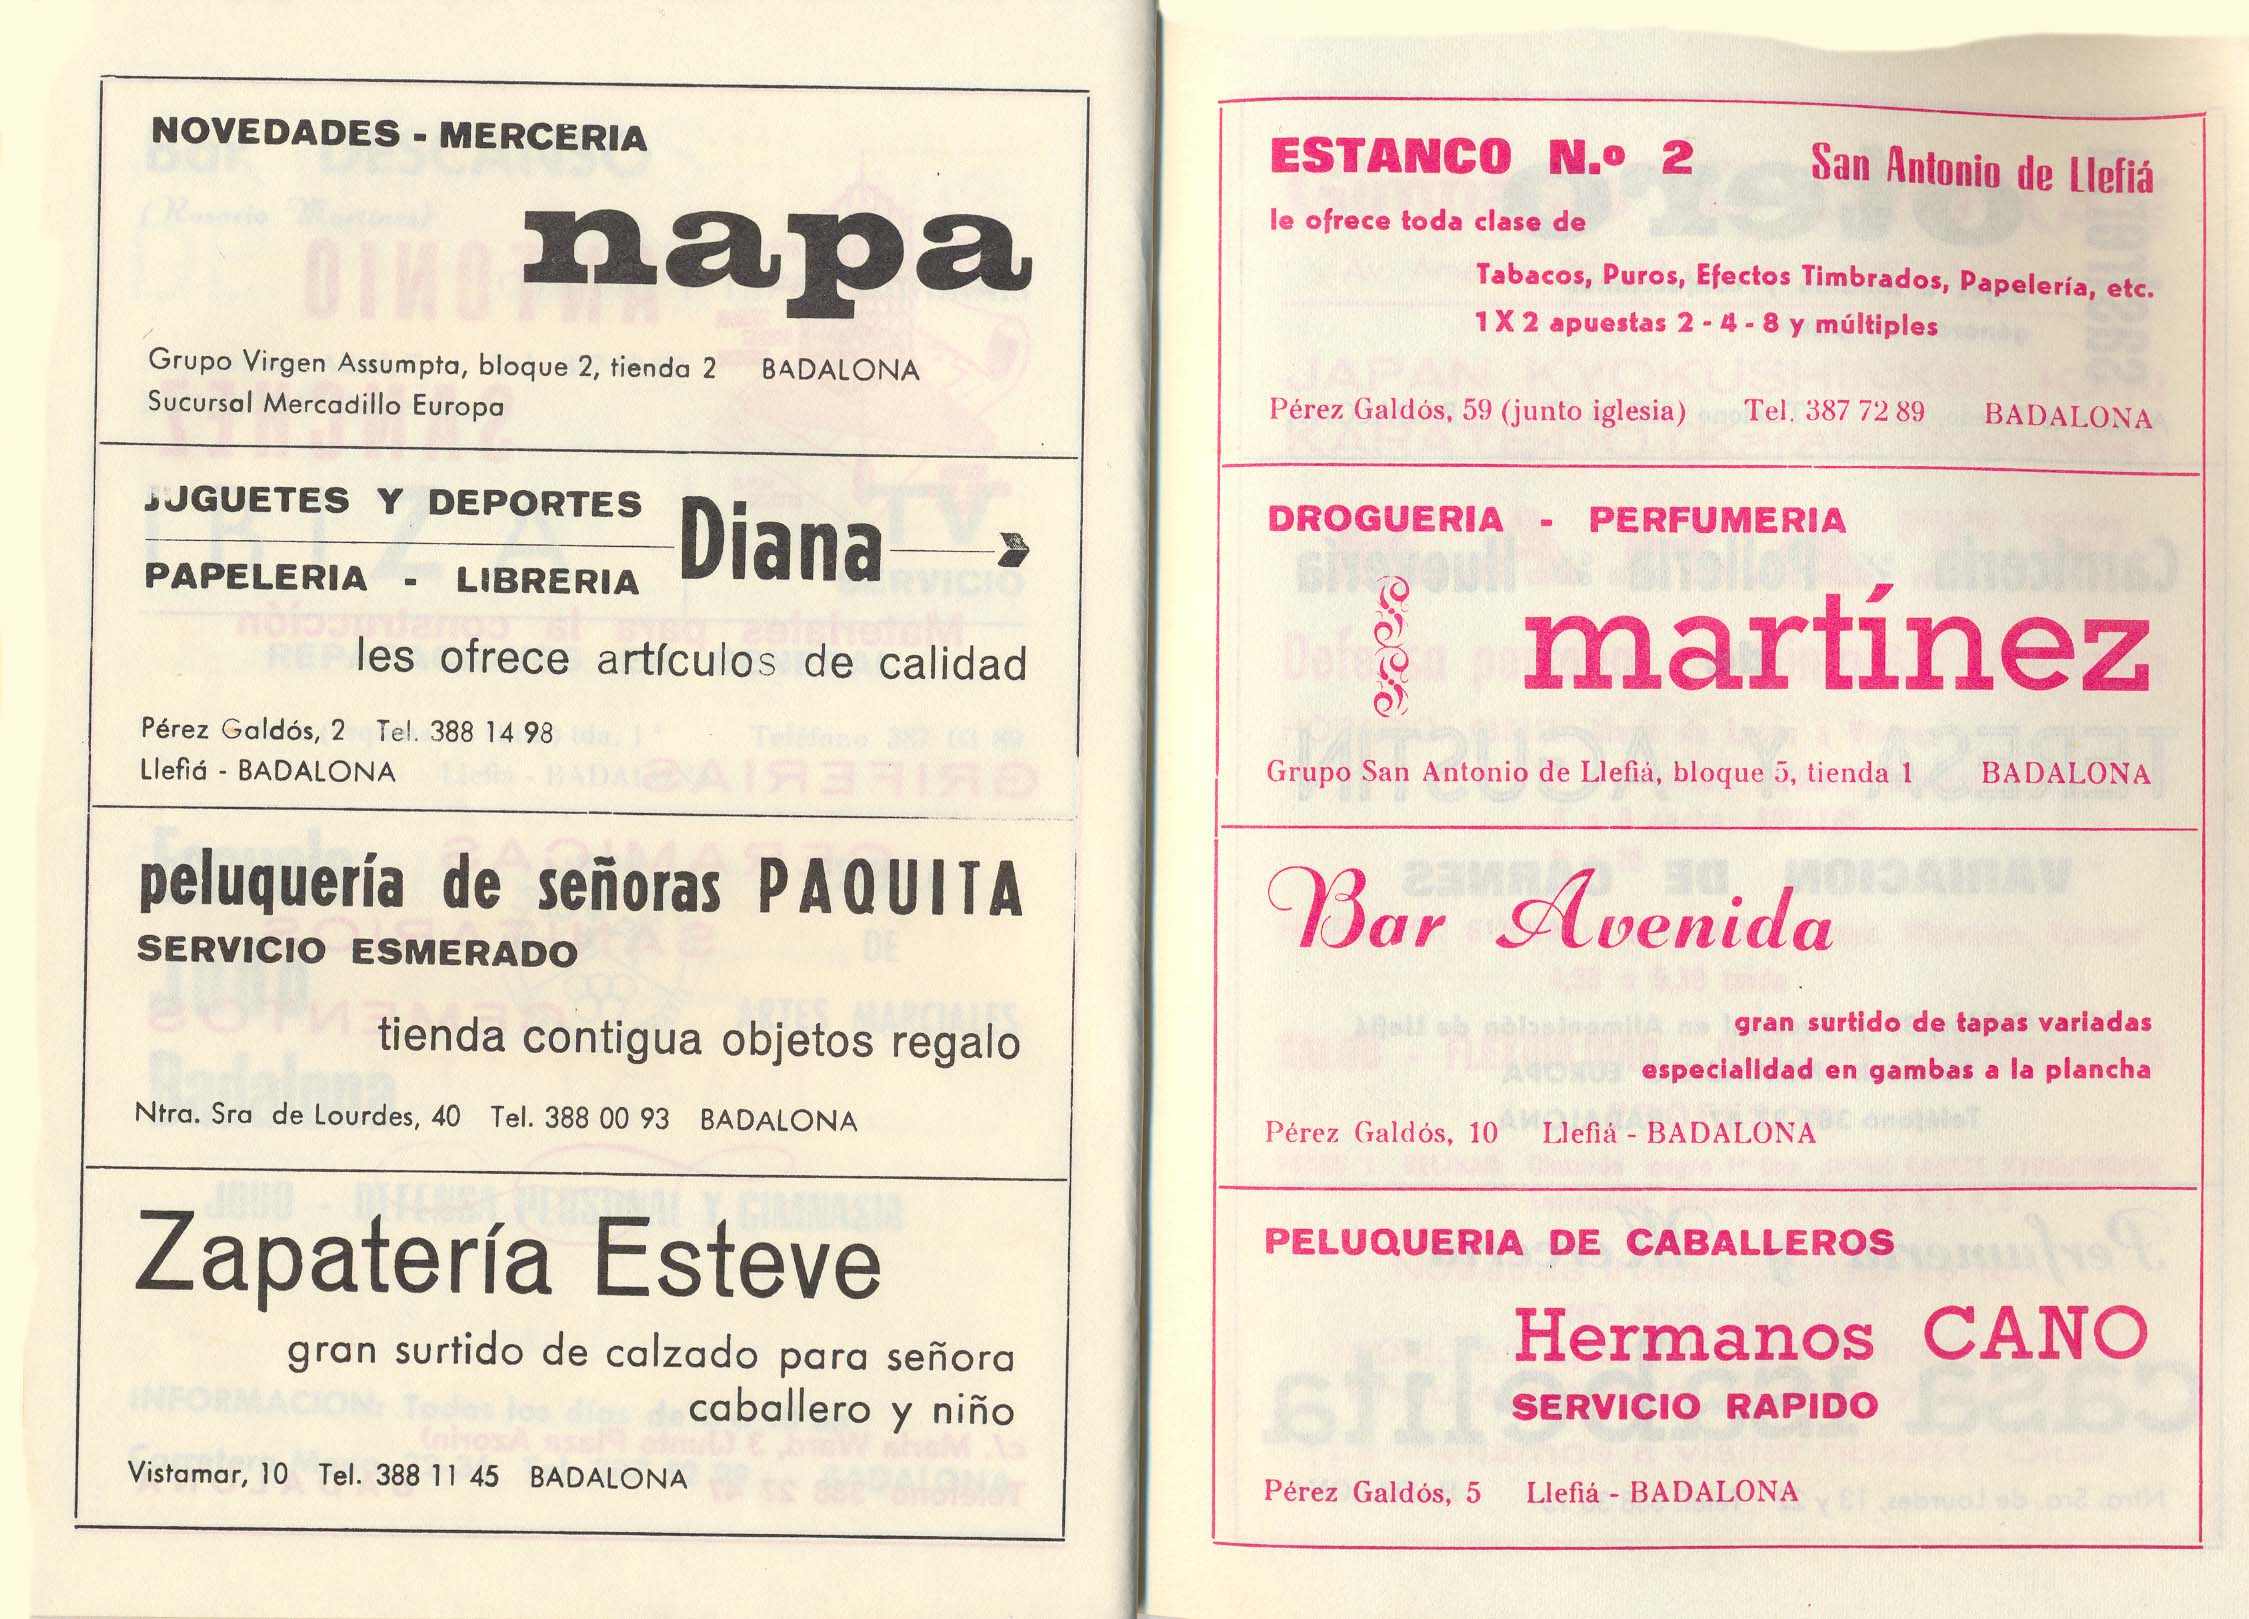 NOVEDADES - MERCERIA
napa
Grupo Virgen Assumpta, bloque 2, tienda 2 BADALONA
Sucursal Mercadillo Europa
JUGUETES Y DEPORTES
Diana
PAPELERIA - LIBRERIA
les ofrece artículos de calidad
Pérez Galdós, 2 Tel. 388 14 98
Llefiá - BADALONA
peluquería de señoras PAQUITA
SERVICIO ESMERADO
tienda contigua objetos regalo
Ntra. Sra de Lourdes, 40 Tel. 388 00 93 BADALONA
Zapatería Esteve
gran surtido de calzado para señora
caballero y niño
Vistamar, 10 Tel. 388 11 45 BADALONA
ESTANCO N.º 2 San Antonio de Llefiá
le ofrece toda clase de
Tabacos, Puros, Efectos Timbrados, Papelería, etc.
1 X 2 apuestas 2 - 4 - 8 y múltiples
Pérez Galdós, 59 (junto iglesia) Tel. 387 72 89 BADALONA
DROGUERIA - PERFUMERIA
martínez
Grupo San Antonio de Llefiá, bloque 5, tienda 1 BADALONA
Bar Avenida
gran surtido de tapas variadas
especialidad en gambas a la plancha
Pérez Galdós, 10 Llefiá - BADALONA
PELUQUERIA DE CABALLEROS
Hermanos CANO
SERVICIO RAPIDO
Pérez Galdós, 5 Llefiá - BADALONA